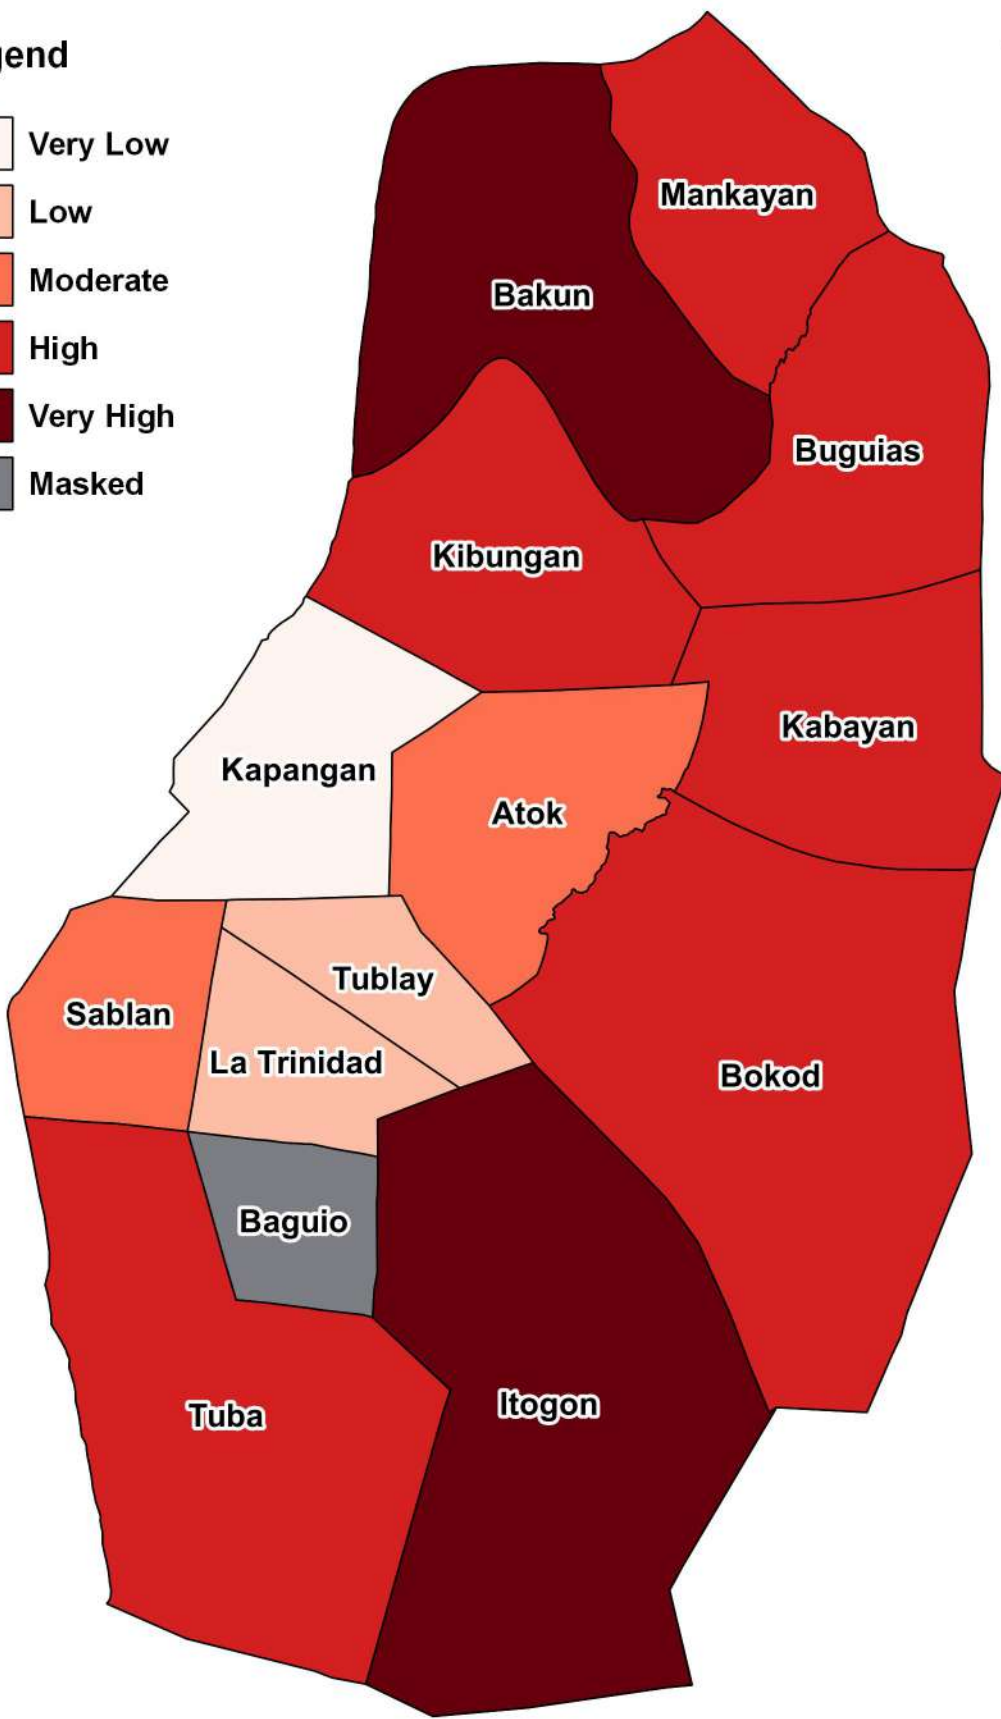 gend
Very Low
Low
Moderate
High
Very High
Masked
Mankayan
Bakun
Buguias
Kibungan
Kabayan
Kapangan
Atok
Tublay
Sablan
La Trinidad
Bokod
Baguio
Itogon
Tuba